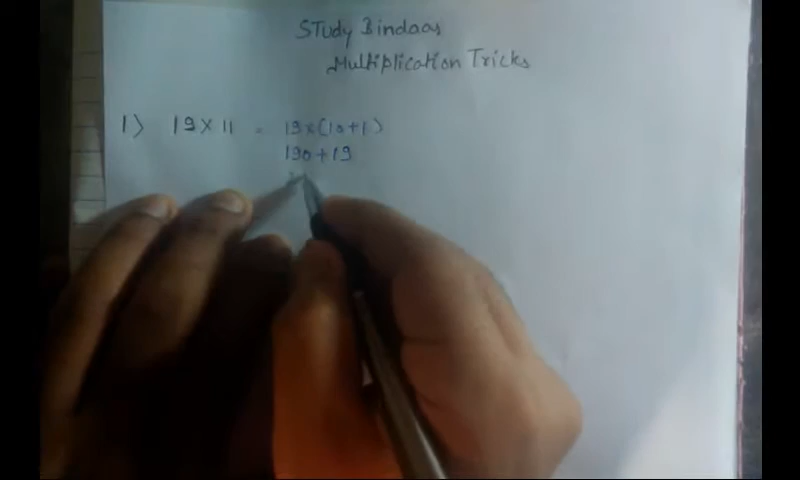 STudy Bindaas
Multiplication Tricks
1) 19 × 11 = 19 × (10+1)
190 + 19